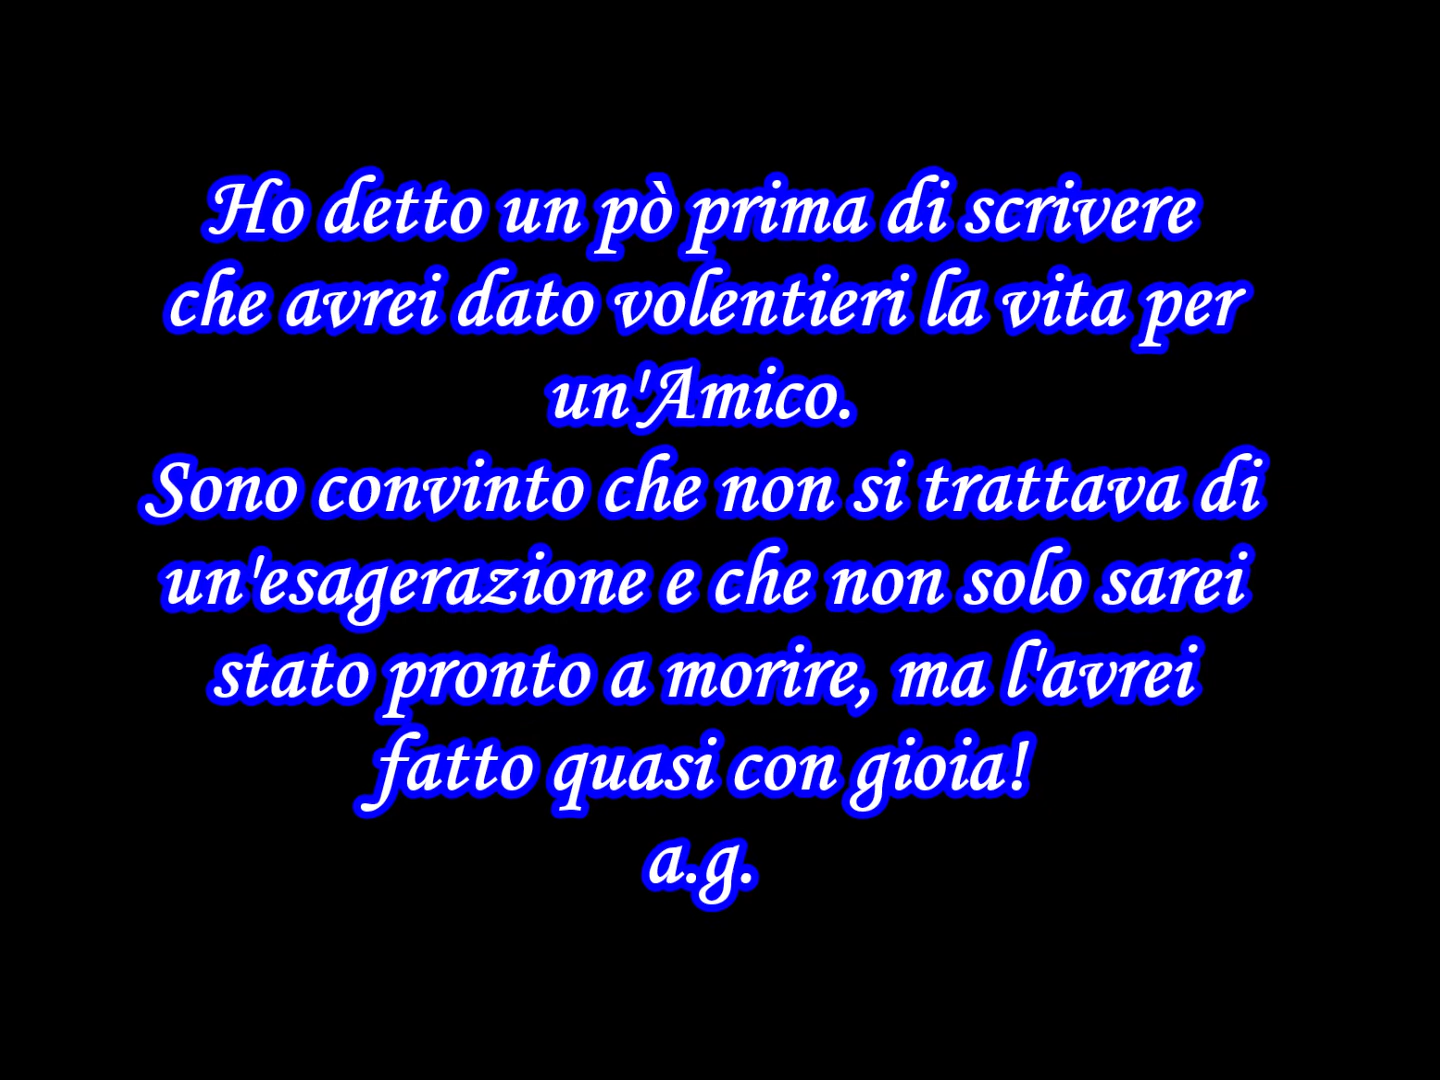 Ho detto un pò prima di scrivere
che avrei dato volentieri la vita per
un'Amico.
Sono convinto che non si trattava di
un'esagerazione e che non solo sarei
stato pronto a morire, ma l'avrei
fatto quasi con gioia!
a.g.